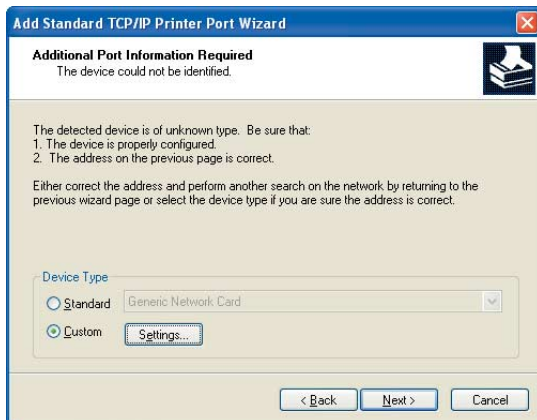 Add Standard TCP/IP Printer Port Wizard
Additional Port Information Required
The device could not be identified.
The detected device is of unknown type. Be sure that:
1. The device is properly configured.
2. The address on the previous page is correct.
Either correct the address and perform another search on the network by returning to the
previous wizard page or select the device type if you are sure the address is correct.
Device Type
Standard
Generic Network Card
Custom
Settings...
< Back
Next >
Cancel